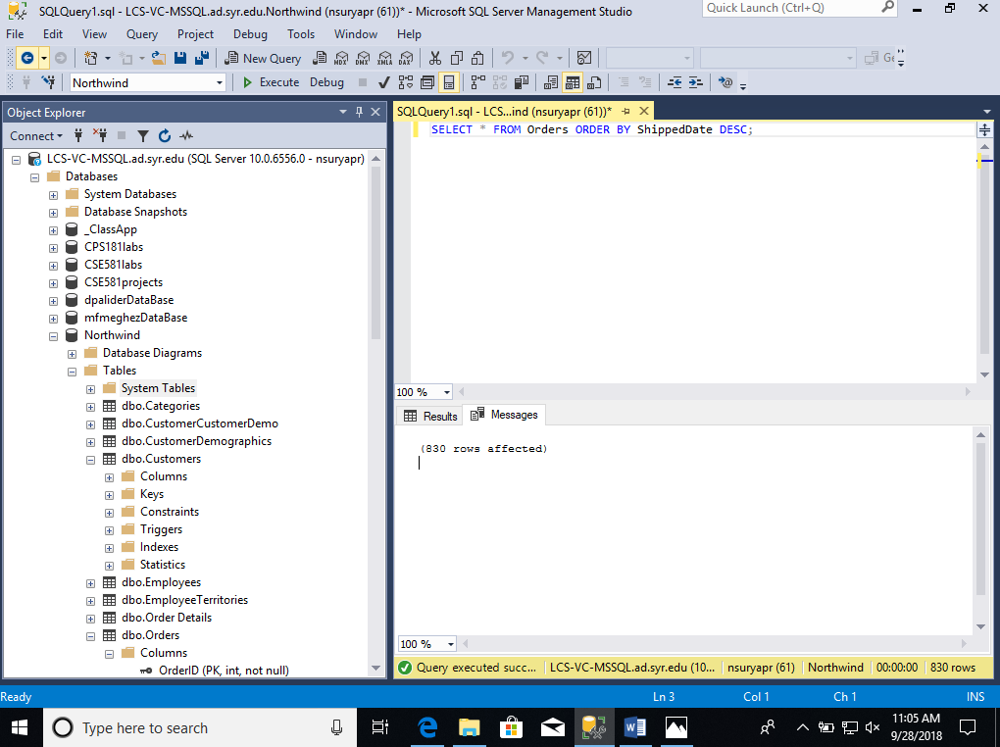 SQLQuery1.sql - LCS-VC-MSSQL.ad.syr.edu.Northwind (nsuryapr (61))* - Microsoft SQL Server Management Studio
Quick Launch (Ctrl+Q)
File Edit View Query Project Debug Tools Window Help
New Query MDX DMX XMLA DAX Ge
Northwind Execute Debug
Object Explorer
Connect
LCS-VC-MSSQL.ad.syr.edu (SQL Server 10.0.6556.0 - nsuryapr)
Databases
System Databases
Database Snapshots
_ClassApp
CPS181labs
CSE581labs
CSE581projects
dpaliderDataBase
mfmeghezDataBase
Northwind
Database Diagrams
Tables
System Tables
dbo.Categories
dbo.CustomerCustomerDemo
dbo.CustomerDemographics
dbo.Customers
Columns
Keys
Constraints
Triggers
Indexes
Statistics
dbo.Employees
dbo.EmployeeTerritories
dbo.Order Details
dbo.Orders
Columns
OrderID (PK, int, not null)
SQLQuery1.sql - LCS...ind (nsuryapr (61))*
SELECT * FROM Orders ORDER BY ShippedDate DESC;
100 %
Results Messages
(830 rows affected)
100 %
Query executed succ... LCS-VC-MSSQL.ad.syr.edu (10... nsuryapr (61) Northwind 00:00:00 830 rows
Ready Ln 3 Col 1 Ch 1 INS
Type here to search
11:05 AM
9/28/2018